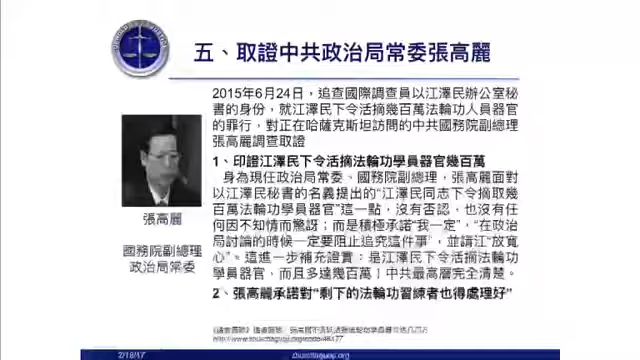 五、取證中共政治局常委張高麗
2015年6月24日，追查國際調查員以江澤民辦公室秘
書的身份，就江澤民下令活摘幾百萬法輪功人員器官
的罪行，對正在哈薩克斯坦訪問的中共國務院副總理
張高麗調查取證
1、印證江澤民下令活摘法輪功學員器官幾百萬
身為現任政治局常委、國務院副總理，張高麗面對
以江澤民秘書的名義提出的“江澤民同志下令摘取幾
百萬法輪功學員器官”這一點，沒有否認，也沒有任
何因不知情而驚訝；而是積極承諾“我一定”，“在政治
局討論的時候一定要阻止追究這件事”，並請江“放寬
心”。這進一步補充證實：是江澤民下令活摘法輪功
學員器官、而且多達幾百萬！中共最高層完全清楚。
2、張高麗承諾對“剩下的法輪功習練者也得處理好”
張高麗
國務院副總理
政治局常委
2/18/17